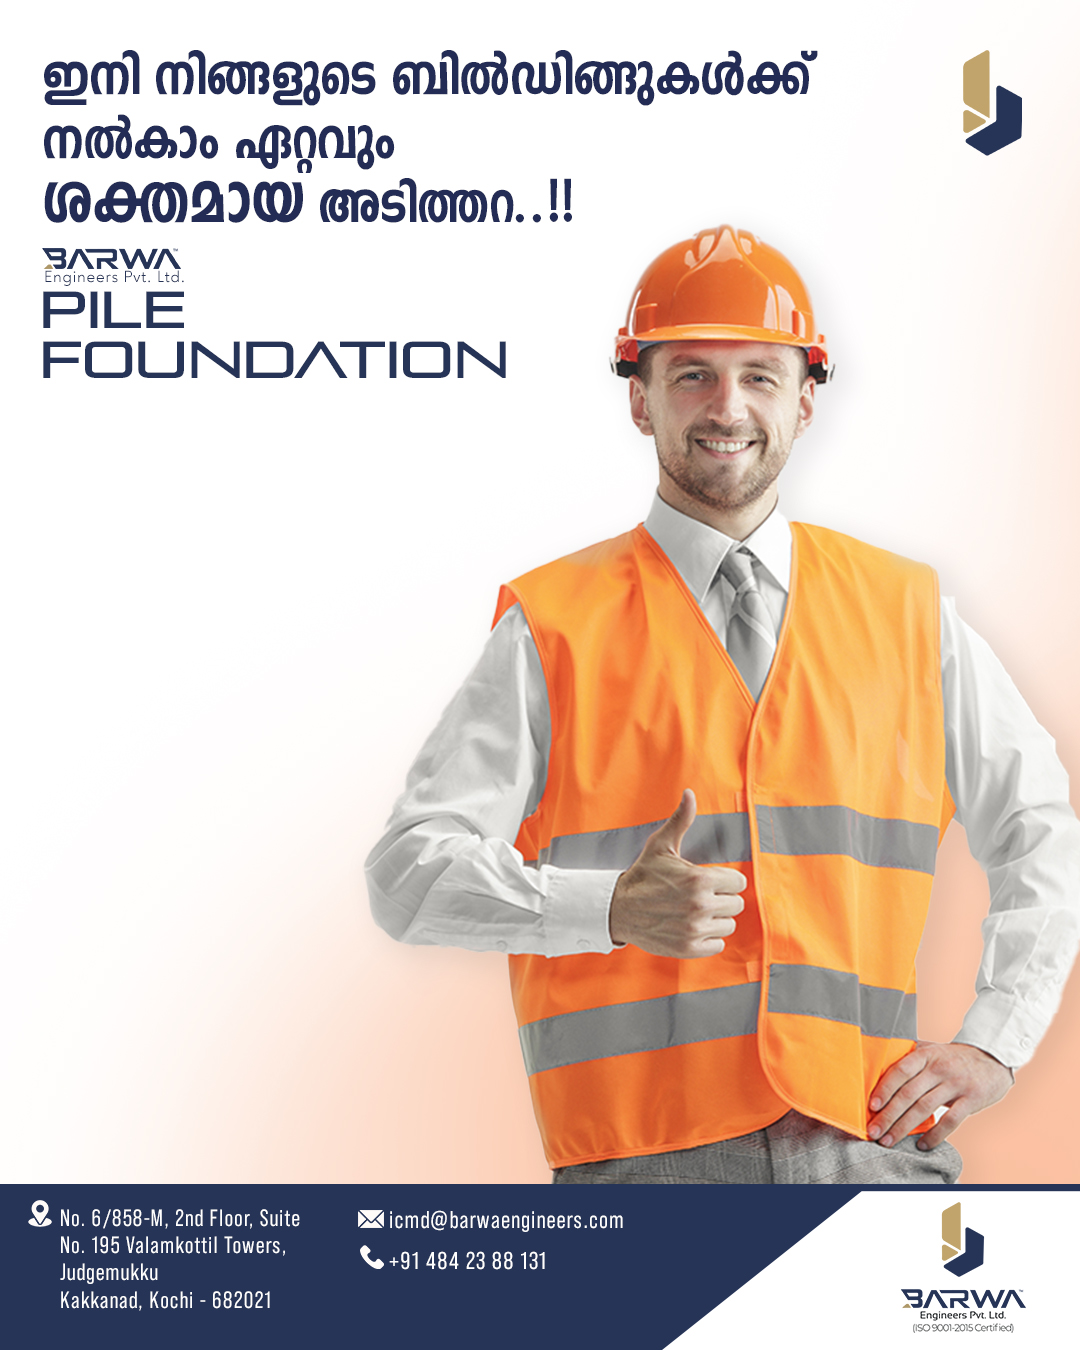 ഇനി നിങ്ങളുടെ ബിൽഡിങ്ങുകൾക്ക്
നൽകാം ഏറ്റവും
ശക്തമായ അടിത്തറ..!!
BARWA™
Engineers Pvt. Ltd.
PILE
FOUNDATION
No. 6/858-M, 2nd Floor, Suite
No. 195 Valamkottil Towers,
Judgemukku
Kakkanad, Kochi - 682021
icmd@barwaengineers.com
+91 484 23 88 131
BARWA™
Engineers Pvt. Ltd.
(ISO 9001-2015 Certified)